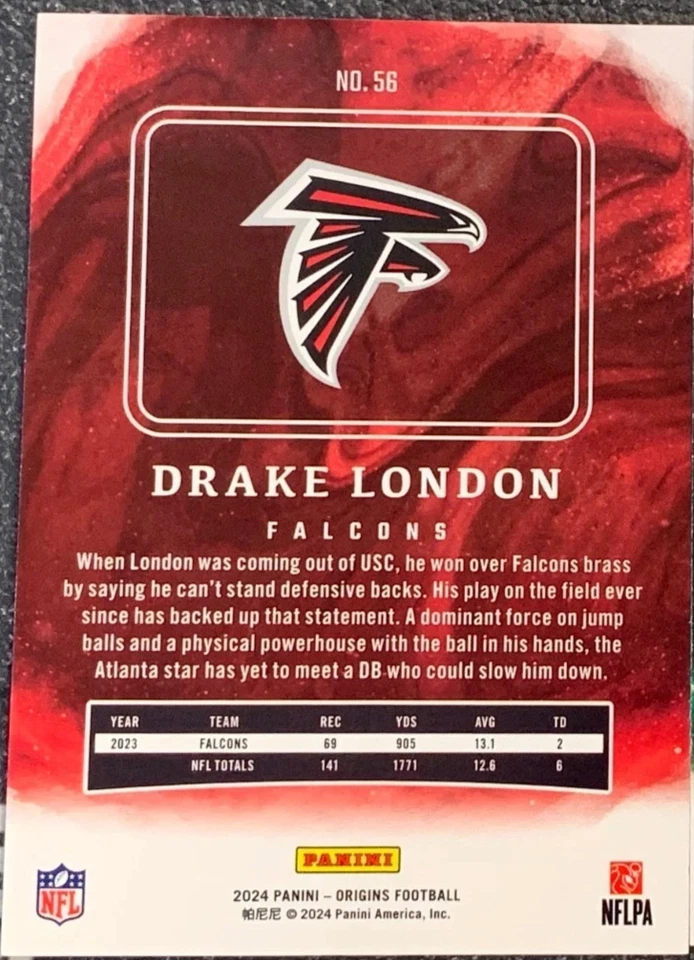 NO. 56
DRAKE LONDON
FALCONS
When London was coming out of USC, he won over Falcons brass
by saying he can't stand defensive backs. His play on the field ever
since has backed up that statement. A dominant force on jump
balls and a physical powerhouse with the ball in his hands, the
Atlanta star has yet to meet a DB who could slow him down.
YEAR TEAM REC YDS AVG TD
2023 FALCONS 69 905 13.1 2
NFL TOTALS 141 1771 12.6 6
PANINI
NFL
2024 PANINI – ORIGINS FOOTBALL
帕尼尼 © 2024 Panini America, Inc.
NFLPA